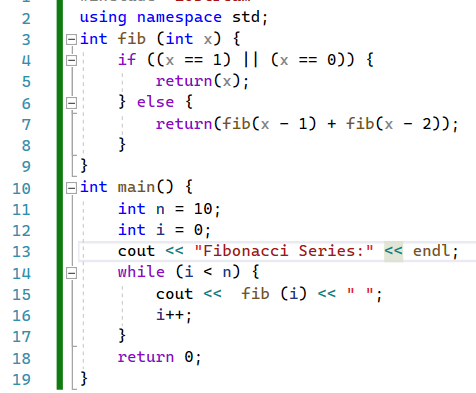 2 using namespace std;
3 int fib (int x) {
4 if ((x == 1) || (x == 0)) {
5 return(x);
6 } else {
7 return(fib(x - 1) + fib(x - 2));
8 }
9 }
10 int main() {
11 int n = 10;
12 int i = 0;
13 cout << "Fibonacci Series:" << endl;
14 while (i < n) {
15 cout << fib (i) << " ";
16 i++;
17 }
18 return 0;
19 }